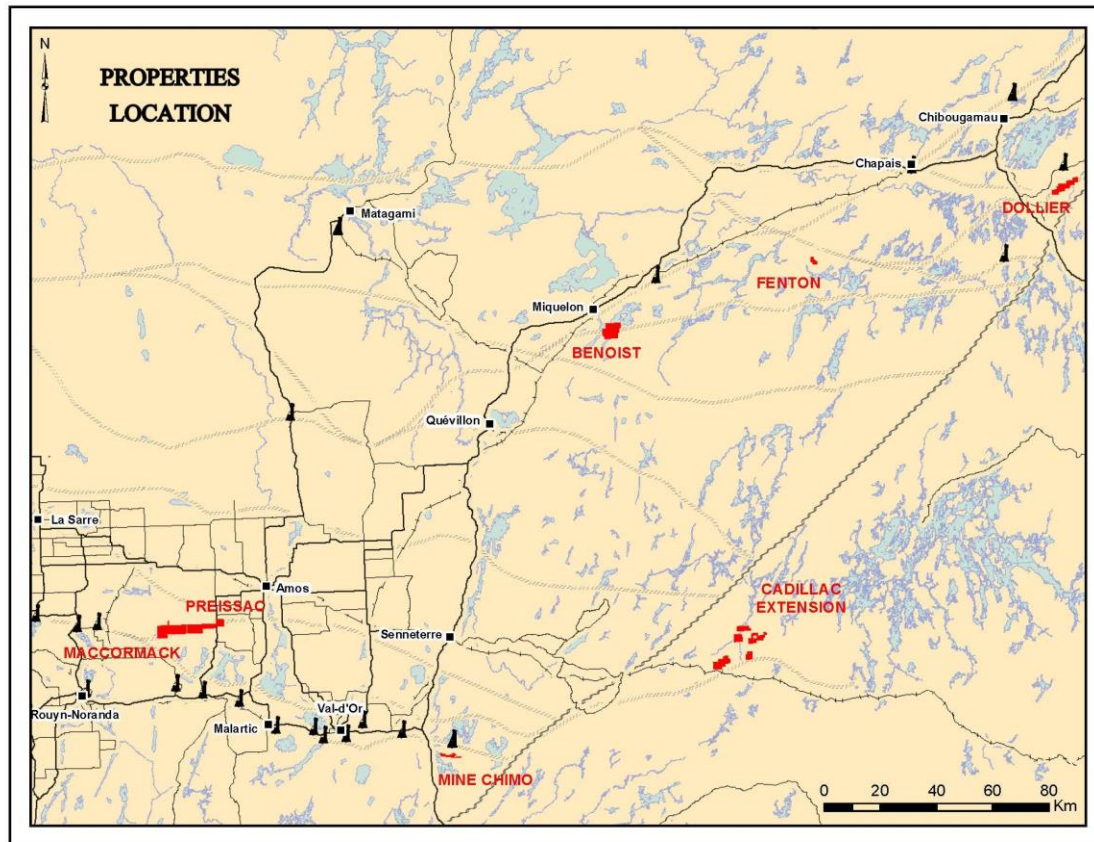 N
PROPERTIES
LOCATION
Chibougamau
Chapais
DOLLIER
Matagami
FENTON
Miquelon
BENOIST
Quévillon
La Sarre
Amos
PREISSAC
CADILLAC
EXTENSION
MACCORMACK
Senneterre
Rouyn-Noranda
Val-d'Or
Malartic
MINE CHIMO
0 20 40 60 80
Km